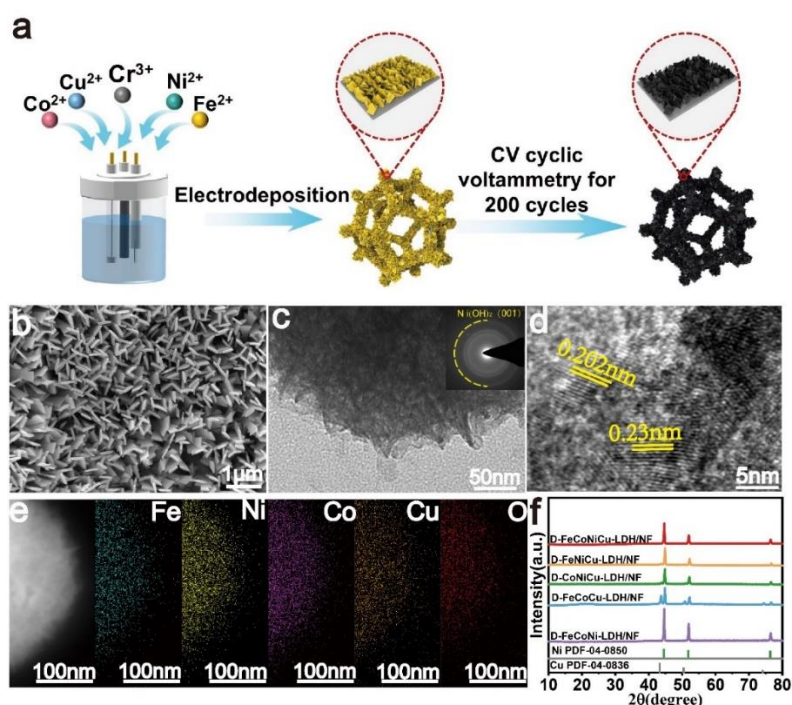 a
Co²⁺
Cu²⁺
Cr³⁺
Ni²⁺
Fe²⁺
Electrodeposition
CV cyclic
voltammetry for
200 cycles
b
1μm
c
Ni(OH)₂ (001)
50nm
d
0.202nm
0.23nm
5nm
e
Fe
Ni
Co
Cu
O
100nm
100nm
100nm
100nm
100nm
f
Intensity(a.u.)
D-FeCoNiCu-LDH/NF
D-FeNiCu-LDH/NF
D-CoNiCu-LDH/NF
D-FeCoCu-LDH/NF
D-FeCoNi-LDH/NF
Ni PDF-04-0850
Cu PDF-04-0836
10 20 30 40 50 60 70 80
2θ(degree)